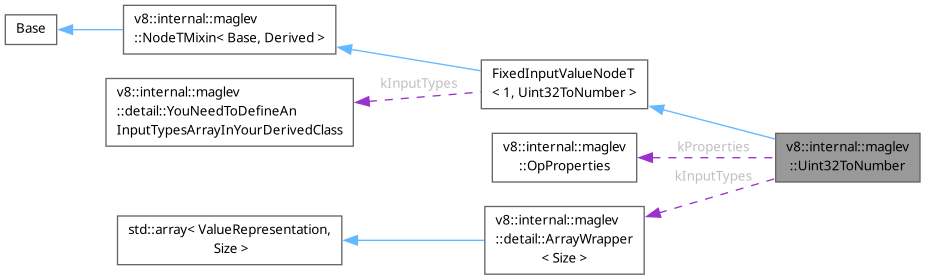 Base
v8::internal::maglev
::NodeTMixin< Base, Derived >
v8::internal::maglev
::detail::YouNeedToDefineAn
InputTypesArrayInYourDerivedClass
kInputTypes
FixedInputValueNodeT
< 1, Uint32ToNumber >
v8::internal::maglev
::OpProperties
kProperties
kInputTypes
v8::internal::maglev
::Uint32ToNumber
std::array< ValueRepresentation,
Size >
v8::internal::maglev
::detail::ArrayWrapper
< Size >